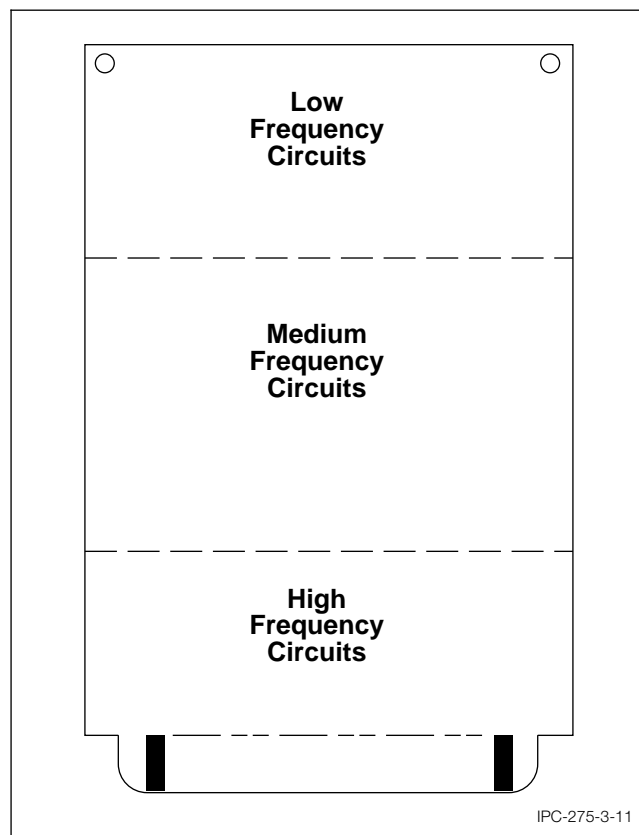 Low
Frequency
Circuits
Medium
Frequency
Circuits
High
Frequency
Circuits
IPC-275-3-11